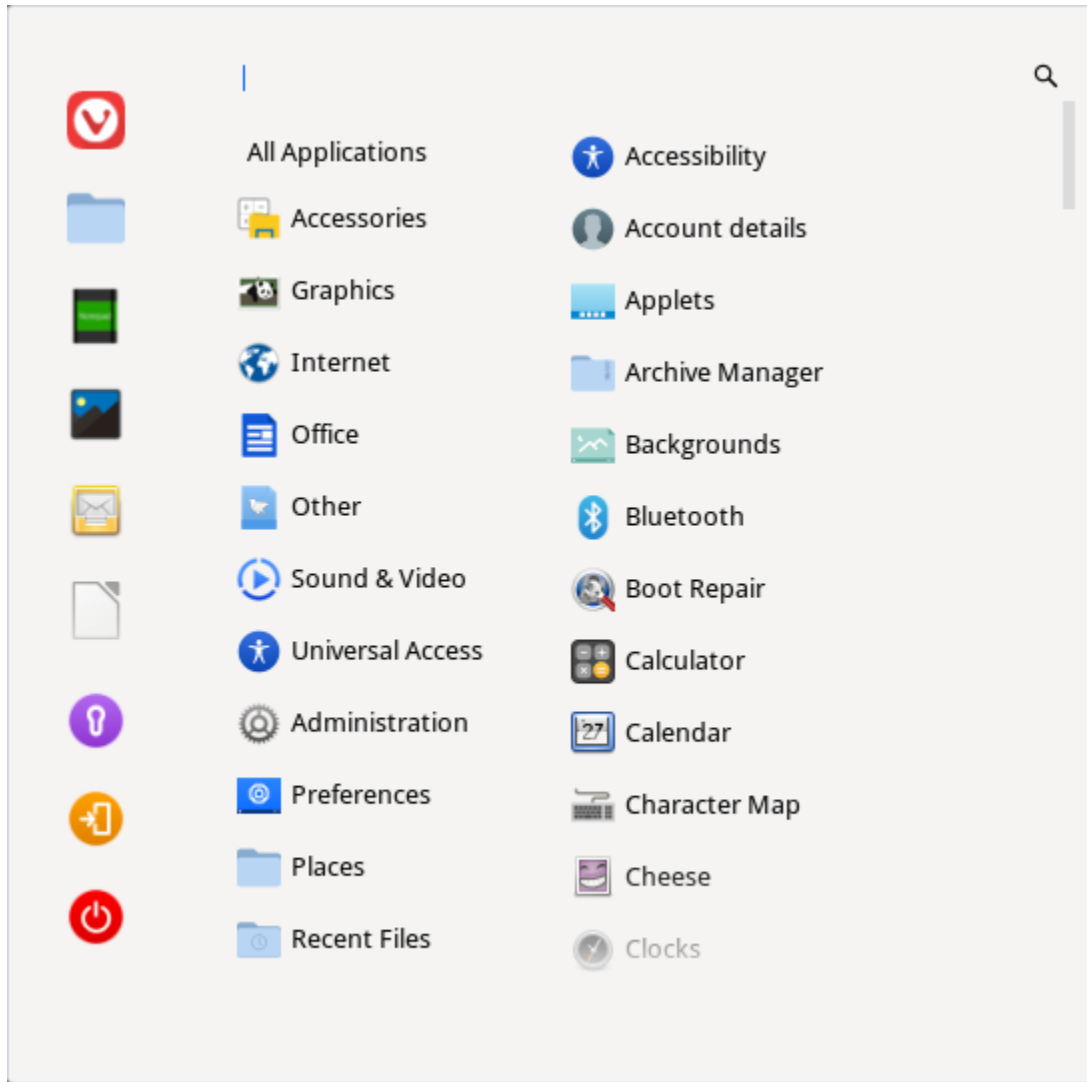 All Applications
Accessories
Graphics
Internet
Office
Other
Sound & Video
Universal Access
Administration
Preferences
Places
Recent Files
Accessibility
Account details
Applets
Archive Manager
Backgrounds
Bluetooth
Boot Repair
Calculator
27
Calendar
Character Map
Cheese
Clocks